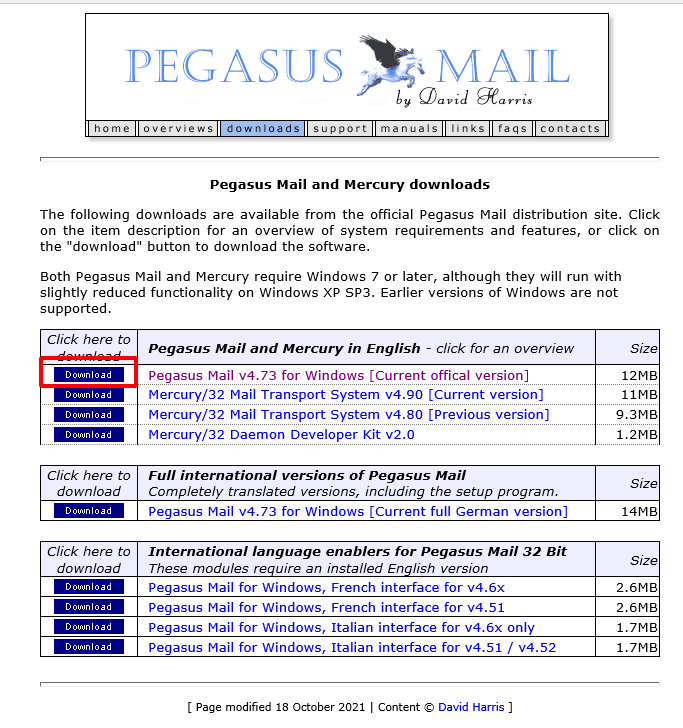 PEGASUS MAIL
by David Harris
home overviews downloads support manuals links faqs contacts
Pegasus Mail and Mercury downloads
The following downloads are available from the official Pegasus Mail distribution site. Click
on the item description for an overview of system requirements and features, or click on
the "download" button to download the software.
Both Pegasus Mail and Mercury require Windows 7 or later, although they will run with
slightly reduced functionality on Windows XP SP3. Earlier versions of Windows are not
supported.
Click here to
download
Pegasus Mail and Mercury in English - click for an overview
Size
Download
Pegasus Mail v4.73 for Windows [Current offical version]
12MB
Download
Mercury/32 Mail Transport System v4.90 [Current version]
11MB
Download
Mercury/32 Mail Transport System v4.80 [Previous version]
9.3MB
Download
Mercury/32 Daemon Developer Kit v2.0
1.2MB
Click here to
download
Full international versions of Pegasus Mail
Completely translated versions, including the setup program.
Size
Download
Pegasus Mail v4.73 for Windows [Current full German version]
14MB
Click here to
download
International language enablers for Pegasus Mail 32 Bit
These modules require an installed English version
Size
Download
Pegasus Mail for Windows, French interface for v4.6x
2.6MB
Download
Pegasus Mail for Windows, French interface for v4.51
2.6MB
Download
Pegasus Mail for Windows, Italian interface for v4.6x only
1.7MB
Download
Pegasus Mail for Windows, Italian interface for v4.51 / v4.52
1.7MB
[ Page modified 18 October 2021 | Content © David Harris ]